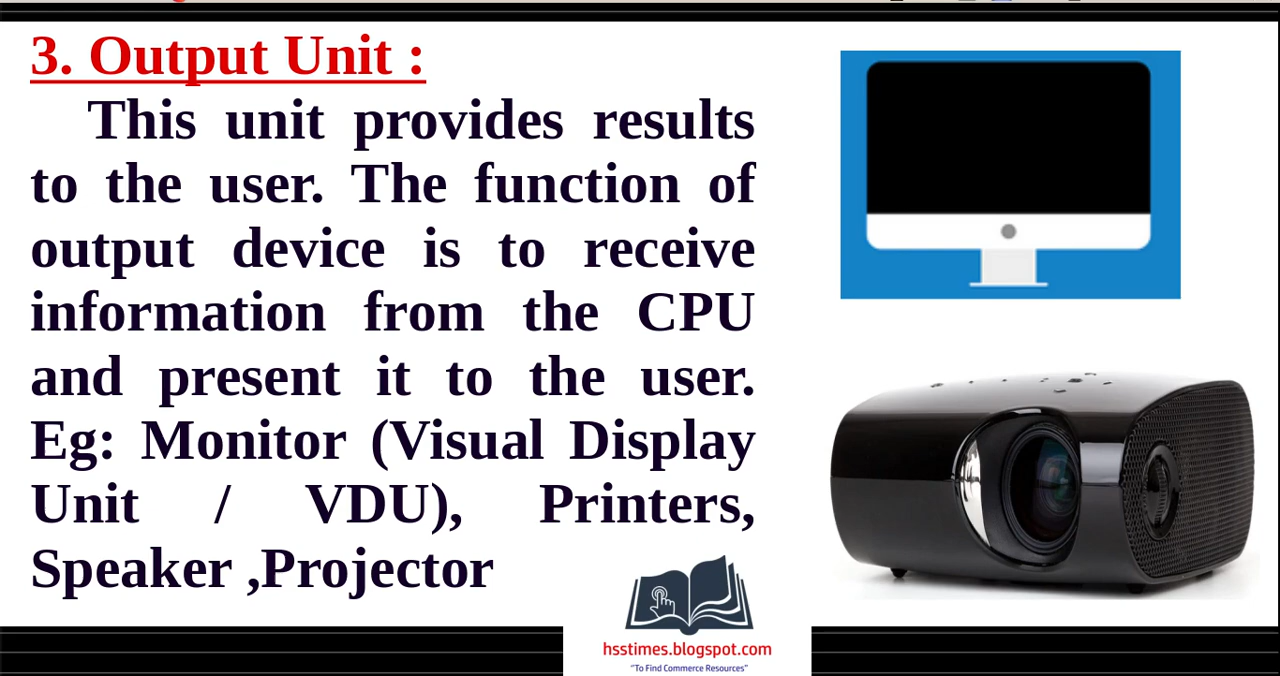 3. Output Unit :
This unit provides results
to the user. The function of
output device is to receive
information from the CPU
and present it to the user.
Eg: Monitor (Visual Display
Unit / VDU), Printers,
Speaker ,Projector
hsstimes.blogspot.com
"To Find Commerce Resources"